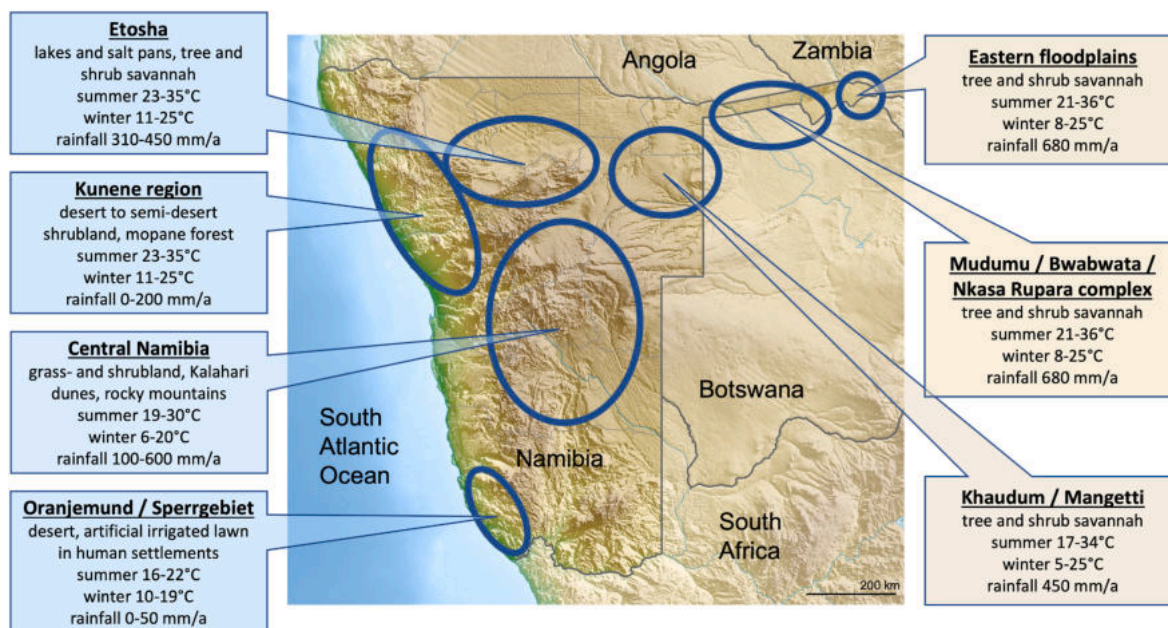 Etosha
lakes and salt pans, tree and
shrub savannah
summer 23-35°C
winter 11-25°C
rainfall 310-450 mm/a
Kunene region
desert to semi-desert
shrubland, mopane forest
summer 23-35°C
winter 11-25°C
rainfall 0-200 mm/a
Central Namibia
grass- and shrubland, Kalahari
dunes, rocky mountains
summer 19-30°C
winter 6-20°C
rainfall 100-600 mm/a
Oranjemund / Sperrgebiet
desert, artificial irrigated lawn
in human settlements
summer 16-22°C
winter 10-19°C
rainfall 0-50 mm/a
Angola
Zambia
Botswana
South
Atlantic
Ocean
Namibia
South
Africa
200 km
Eastern floodplains
tree and shrub savannah
summer 21-36°C
winter 8-25°C
rainfall 680 mm/a
Mudumu / Bwabwata /
Nkasa Rupara complex
tree and shrub savannah
summer 21-36°C
winter 8-25°C
rainfall 680 mm/a
Khaudum / Mangetti
tree and shrub savannah
summer 17-34°C
winter 5-25°C
rainfall 450 mm/a